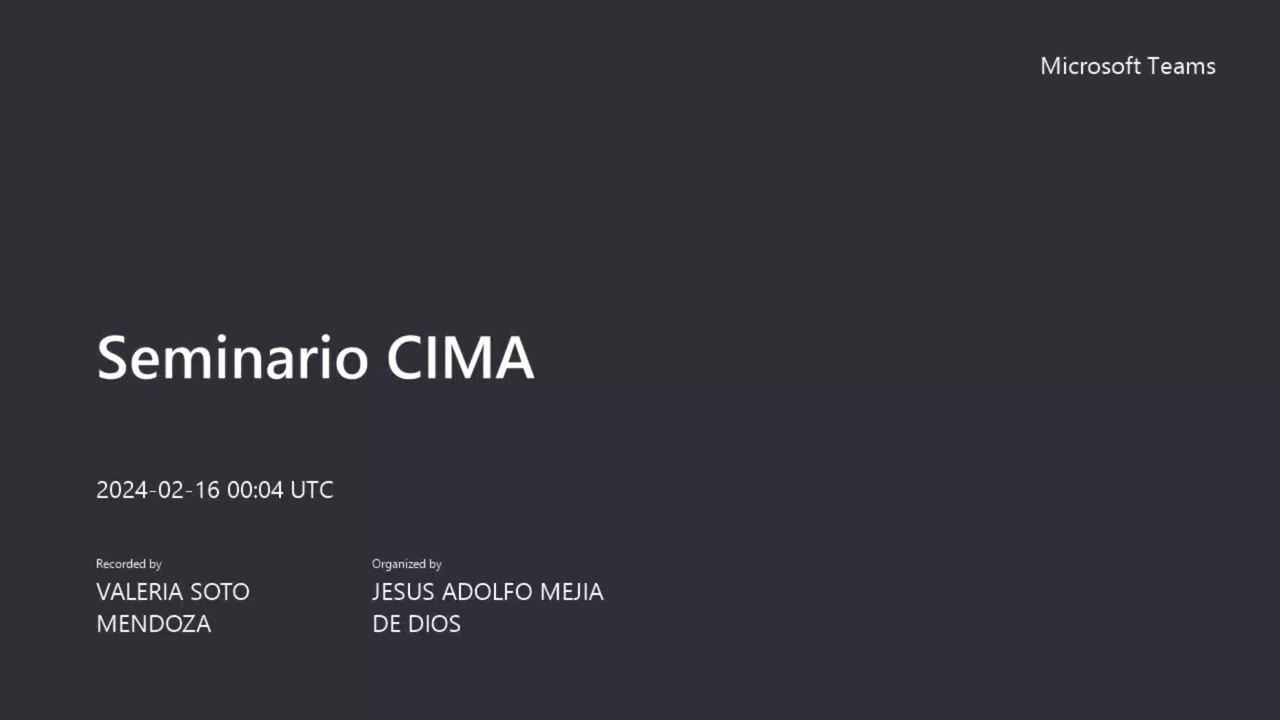 Microsoft Teams
Seminario CIMA
2024-02-16 00:04 UTC
Recorded by
VALERIA SOTO
MENDOZA
Organized by
JESUS ADOLFO MEJIA
DE DIOS